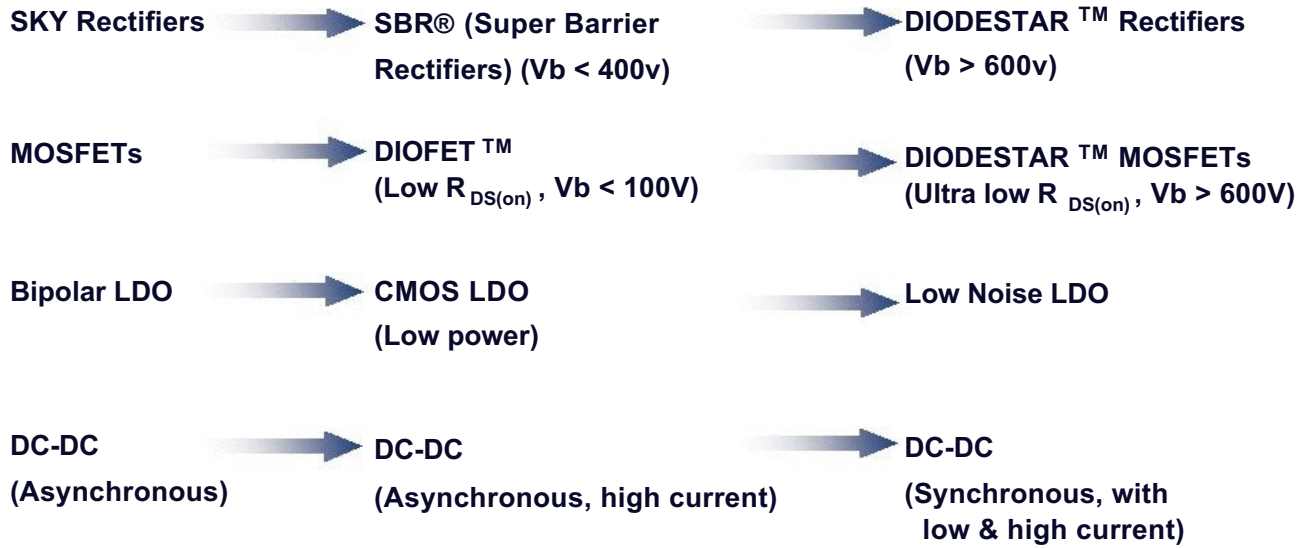 SKY Rectifiers
SBR® (Super Barrier
Rectifiers) (Vb < 400v)
DIODESTAR TM Rectifiers
(Vb > 600v)
MOSFETs
DIOFET TM
(Low R DS(on) , Vb < 100V)
DIODESTAR TM MOSFETs
(Ultra low R DS(on) , Vb > 600V)
Bipolar LDO
CMOS LDO
(Low power)
Low Noise LDO
DC-DC
(Asynchronous)
DC-DC
(Asynchronous, high current)
DC-DC
(Synchronous, with
low & high current)